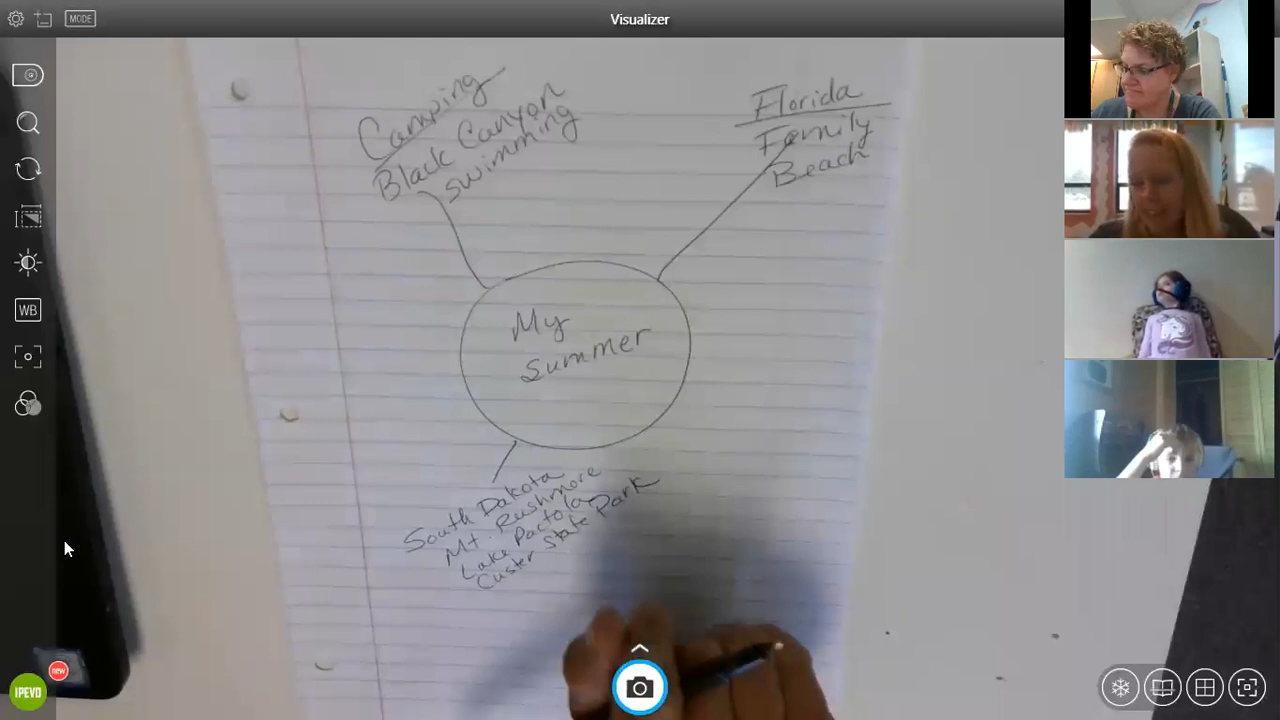 Visualizer
MODE
WB
new
IPEVO
Camping
Black Canyon
swimming
Florida
Family
Beach
My
Summer
South Dakota
Mt. Rushmore
Lake Pactola
Custer State Park